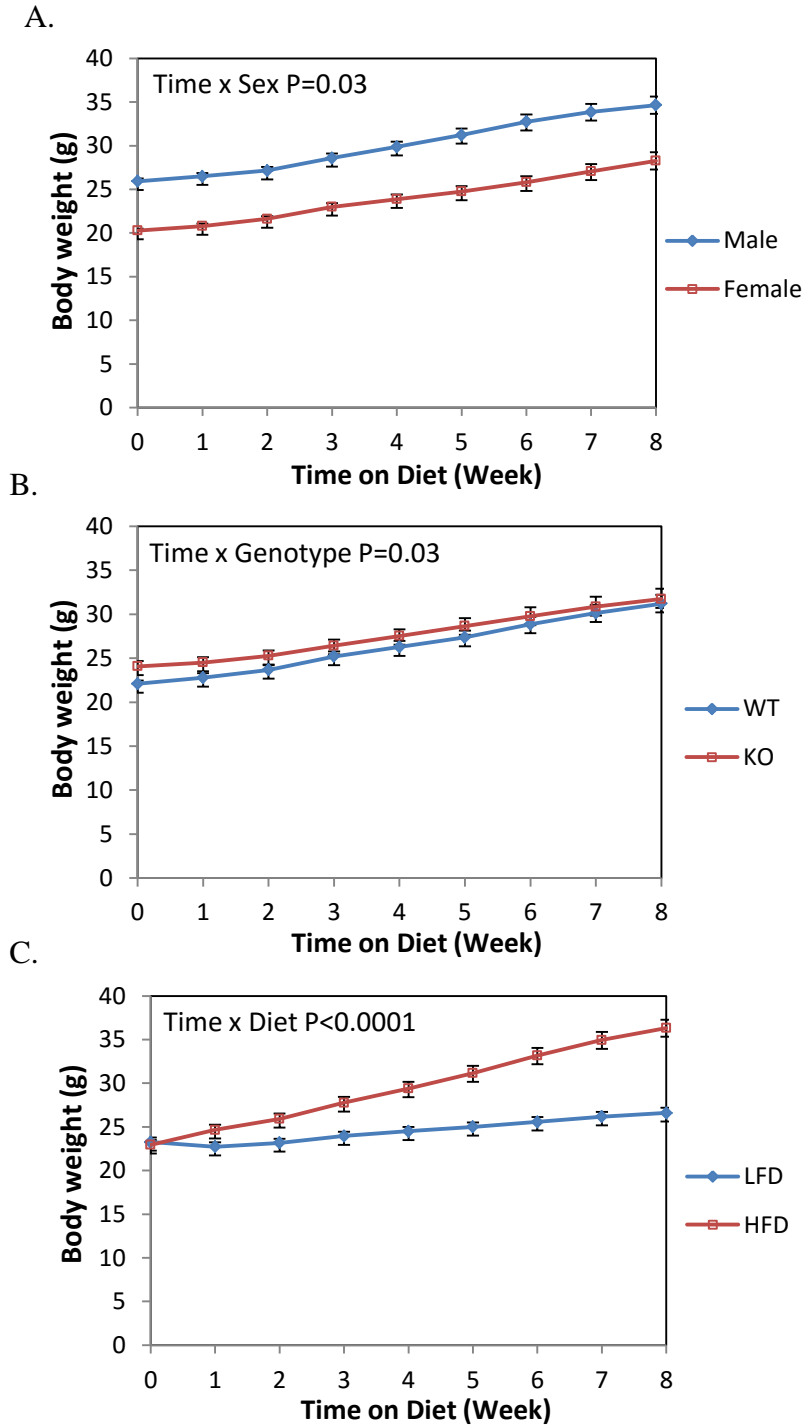 A.
Time x Sex P=0.03
Body weight (g)
40
35
30
25
20
15
10
5
0
0 1 2 3 4 5 6 7 8
Time on Diet (Week)
Male
Female
B.
Time x Genotype P=0.03
Body weight (g)
40
35
30
25
20
15
10
5
0
0 1 2 3 4 5 6 7 8
Time on Diet (Week)
WT
KO
C.
Time x Diet P<0.0001
Body weight (g)
40
35
30
25
20
15
10
5
0
0 1 2 3 4 5 6 7 8
Time on Diet (Week)
LFD
HFD